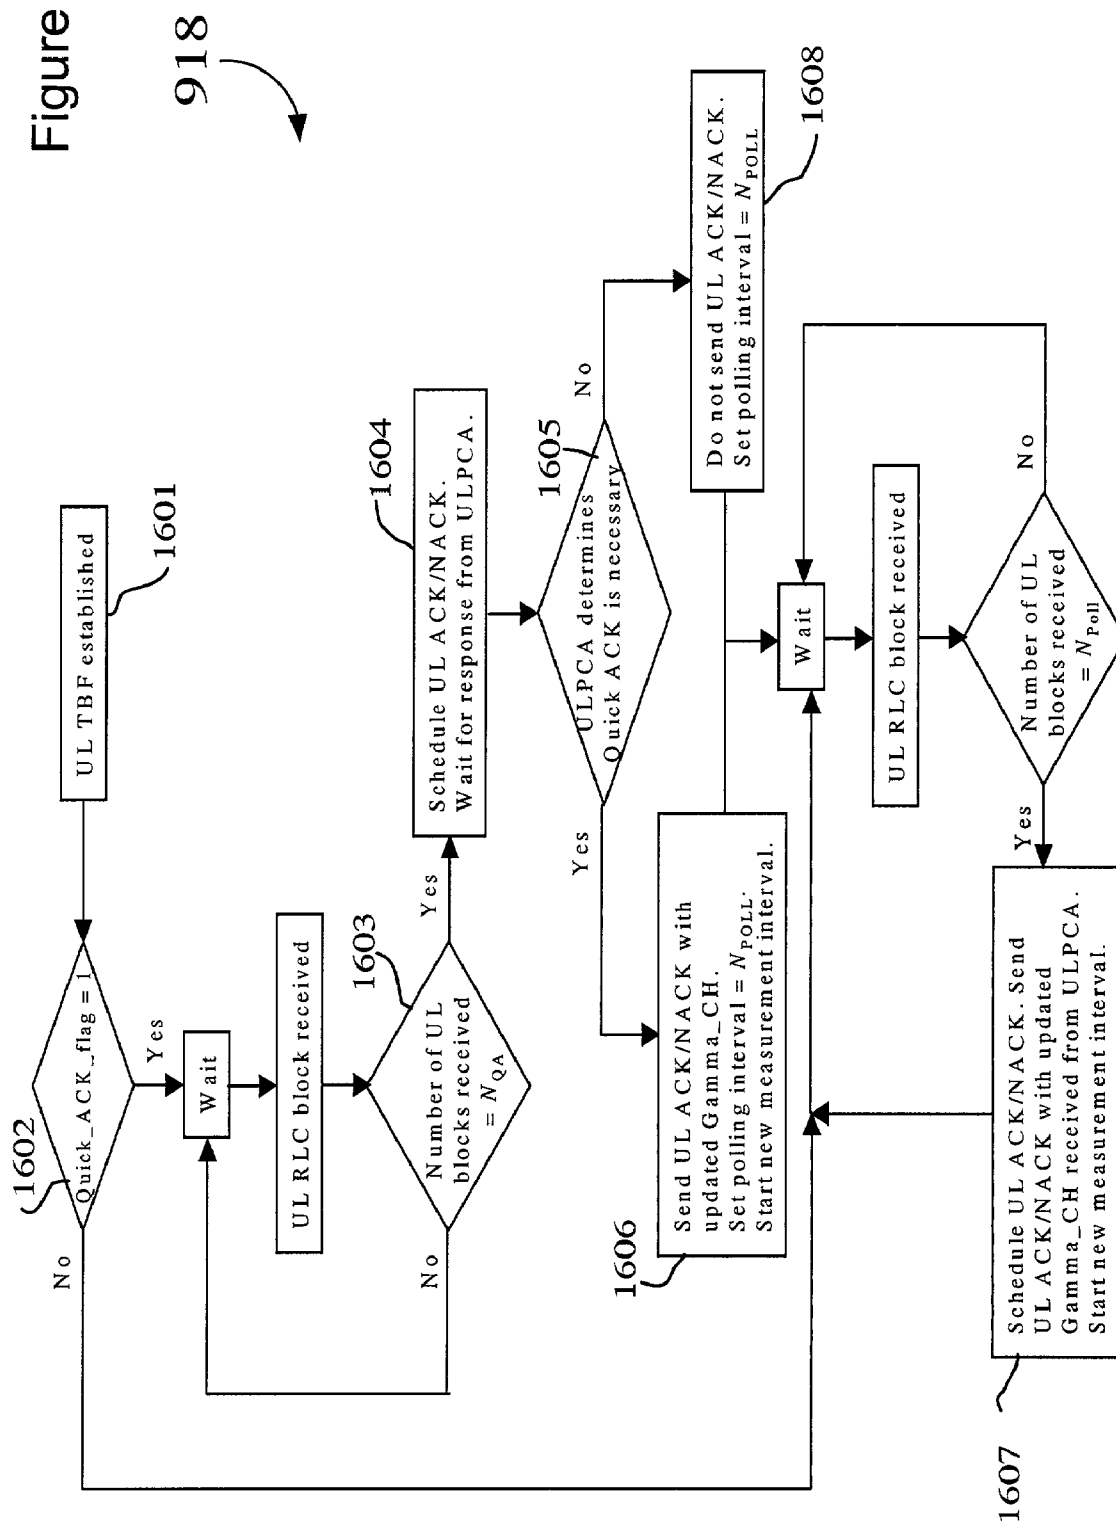 Figure
918
UL TBF established
1601
Quick_ACK_flag = 1
1602
No
Yes
Wait
UL RLC block received
Number of UL
blocks received
= NQA
1603
No
Yes
Schedule UL ACK/NACK.
Wait for response from ULPCA.
1604
ULPCA determines
Quick ACK is necessary
1605
Yes
No
Send UL ACK/NACK with
updated Gamma_CH.
Set polling interval = NPOLL.
Start new measurement interval.
1606
Do not send UL ACK/NACK.
Set polling interval = NPOLL
1608
Wait
UL RLC block received
Number of UL
blocks received
= NPoll
No
Yes
Schedule UL ACK/NACK. Send
UL ACK/NACK with updated
Gamma_CH received from ULPCA.
Start new measurement interval.
1607